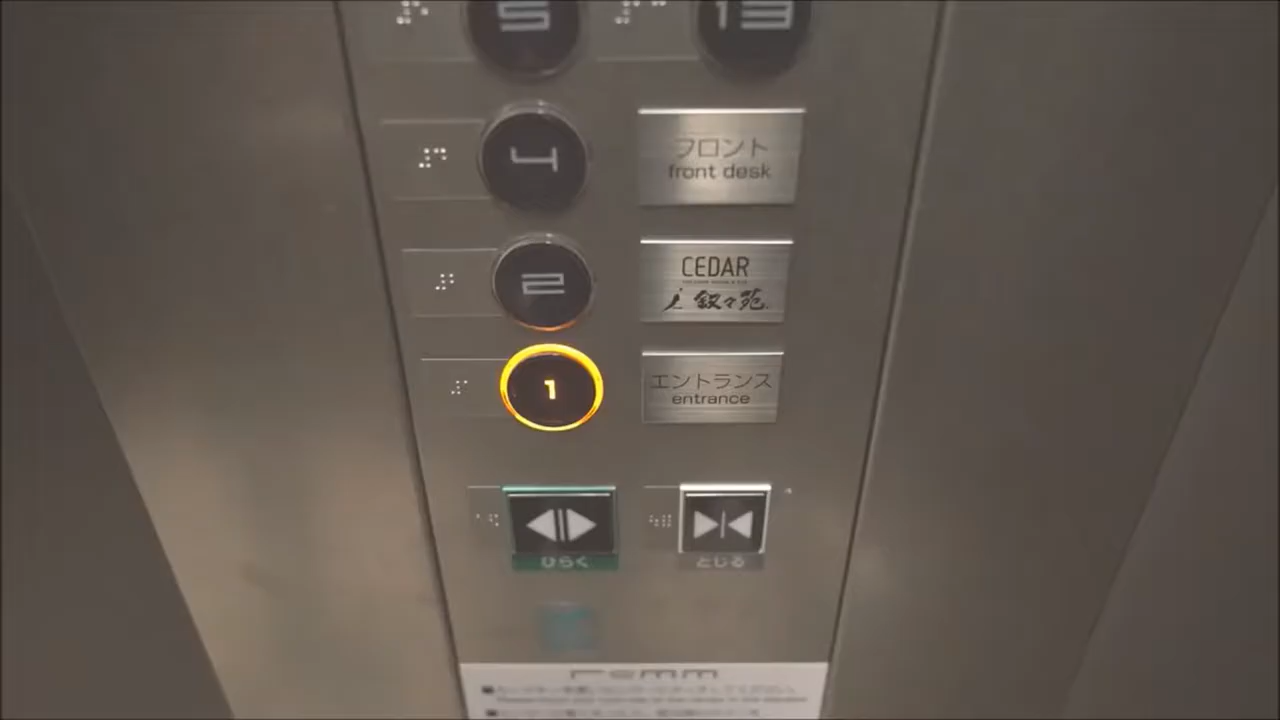 5
13
4
フロント
front desk
2
CEDAR
叙々苑
1
エントランス
entrance
ひらく
とじる
remm